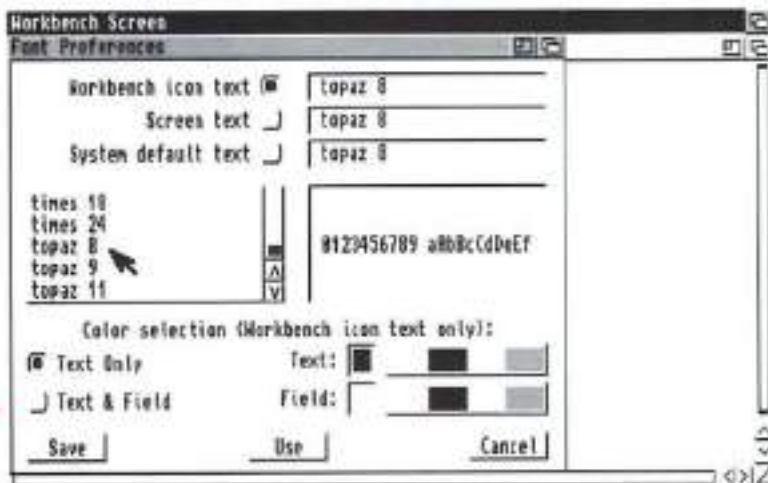 Workbench Screen
Font Preferences
Workbench icon text topaz 8
Screen text topaz 8
System default text topaz 8
times 18
times 24
topaz 8
topaz 9
topaz 11
0123456789 aAbBcCdDeEf
Color selection (Workbench icon text only):
Text Only Text:
Text & Field Field:
Save Use Cancel